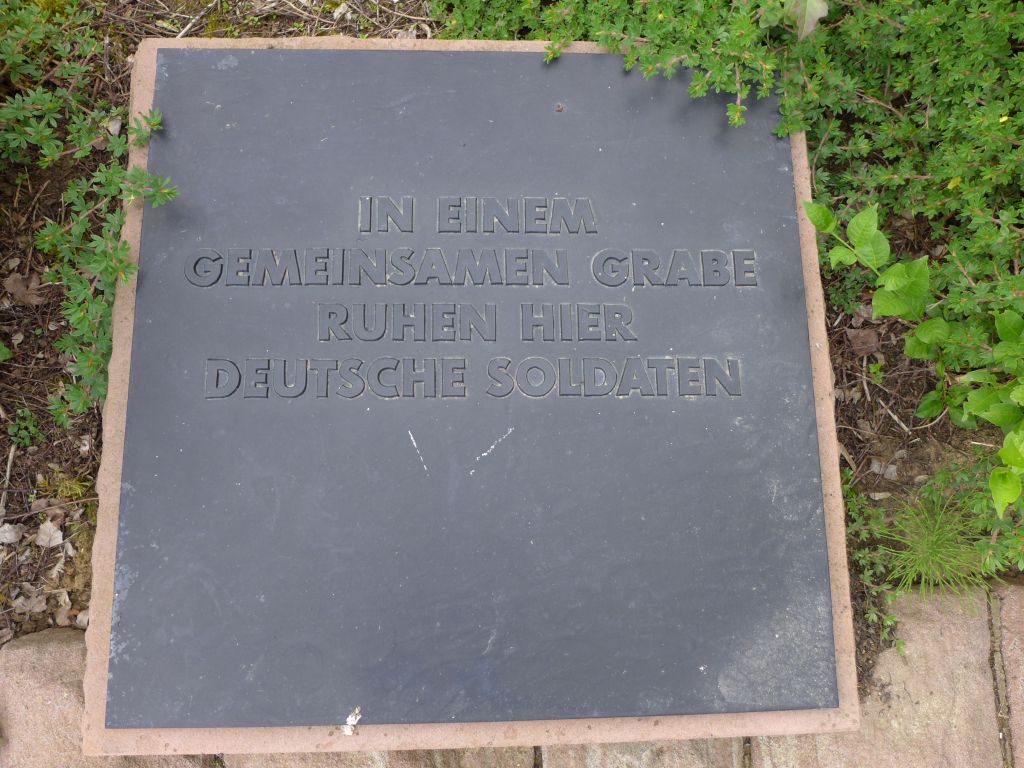 IN EINEM
GEMEINSAMEN GRABE
RUHEN HIER
DEUTSCHE SOLDATEN